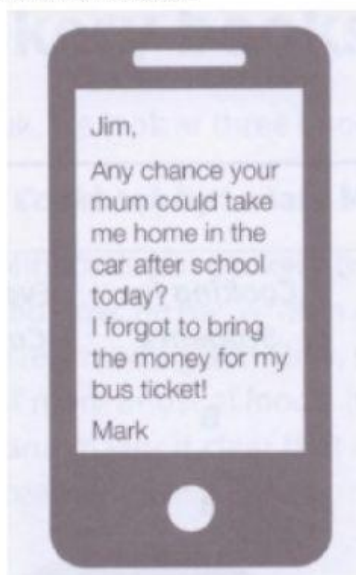 Jim,
Any chance your
mum could take
me home in the
car after school
today?
I forgot to bring
the money for my
bus ticket!
Mark